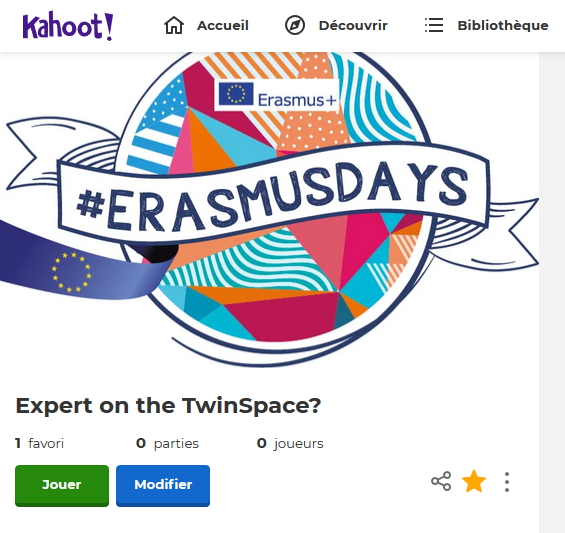 Kahoot! Accueil Découvrir Bibliothèque
Erasmus+
#ERASMUSDAYS
Expert on the TwinSpace?
1 favori 0 parties 0 joueurs
Jouer Modifier